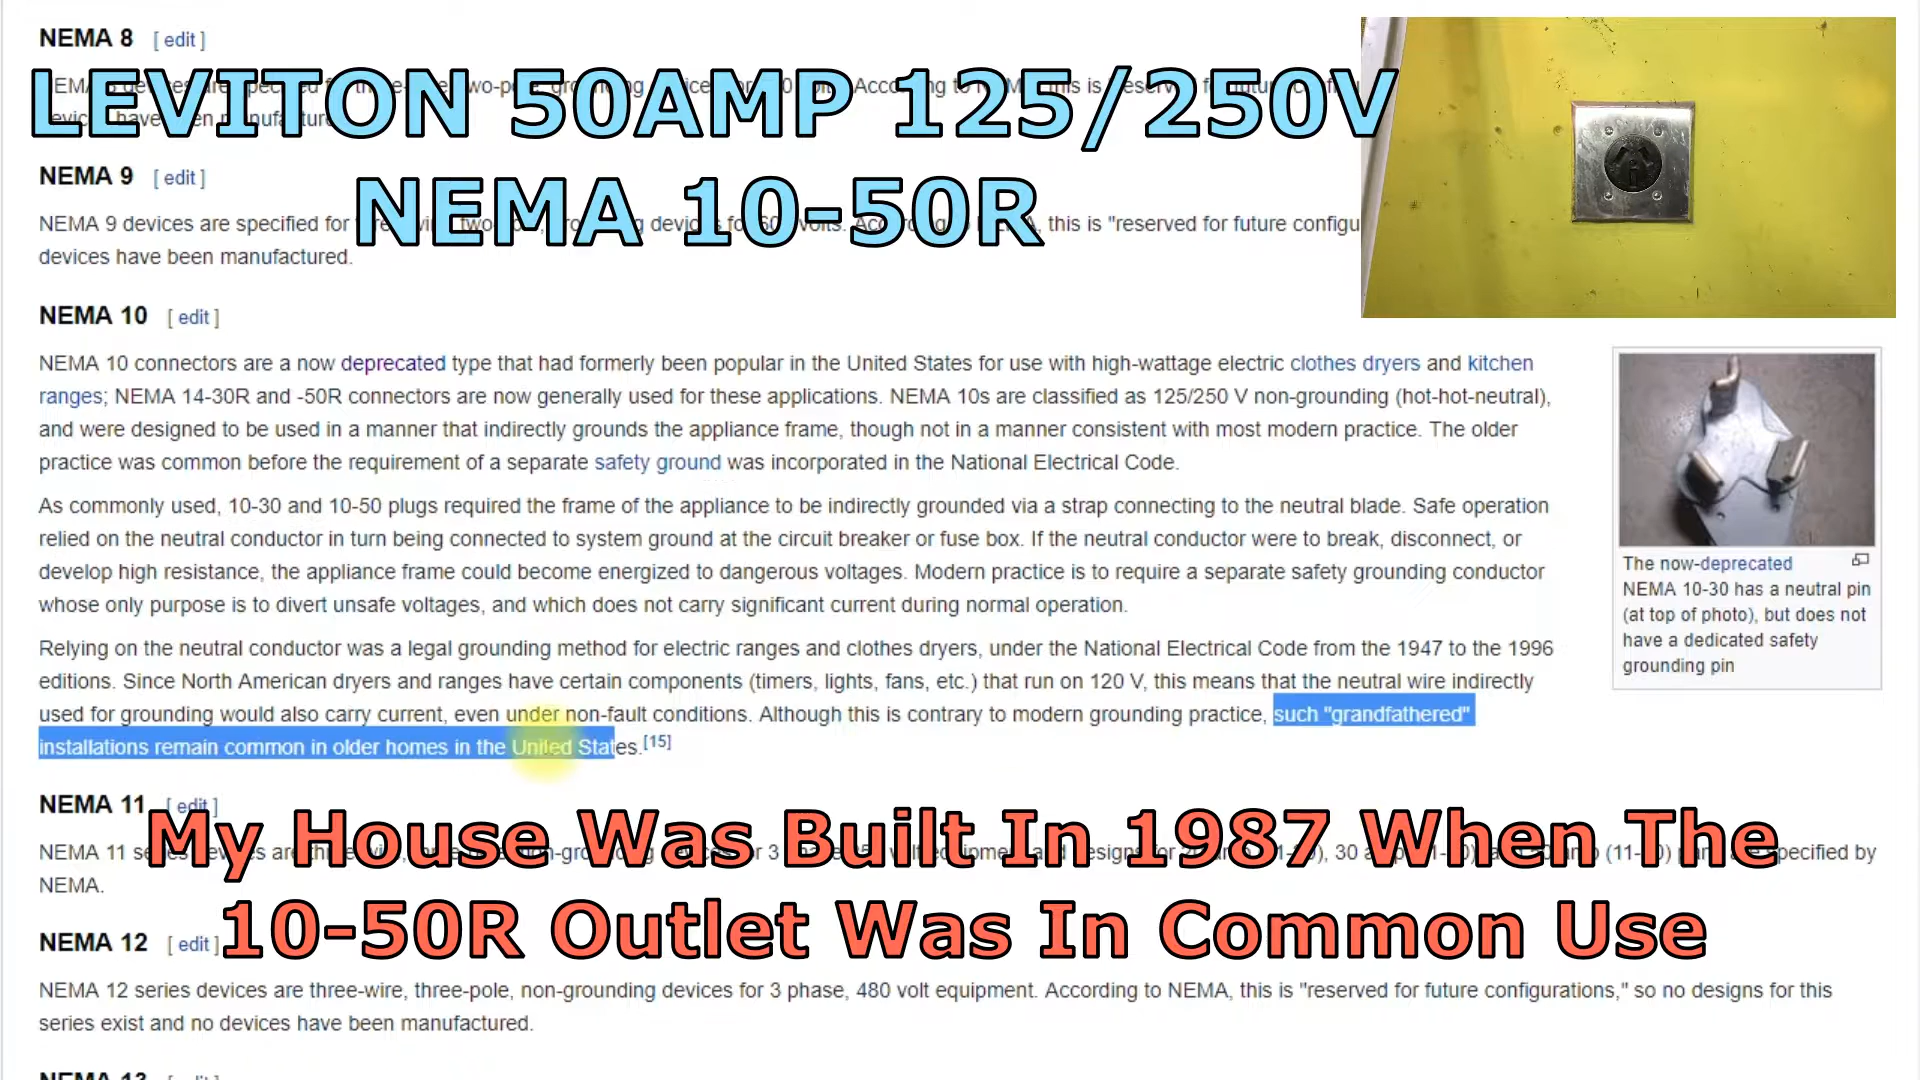 NEMA 8 [ edit ]
LEVITON 50AMP 125/250V
NEMA 9 [ edit ]
NEMA 10-50R
NEMA 9 devices are specified for
this is "reserved for future
devices have been manufactured.
NEMA 10 [ edit ]
NEMA 10 connectors are a now deprecated type that had formerly been popular in the United States for use with high-wattage electric clothes dryers and kitchen
ranges; NEMA 14-30R and -50R connectors are now generally used for these applications. NEMA 10s are classified as 125/250 V non-grounding (hot-hot-neutral),
and were designed to be used in a manner that indirectly grounds the appliance frame, though not in a manner consistent with most modern practice. The older
practice was common before the requirement of a separate safety ground was incorporated in the National Electrical Code.
As commonly used, 10-30 and 10-50 plugs required the frame of the appliance to be indirectly grounded via a strap connecting to the neutral blade. Safe operation
relied on the neutral conductor in turn being connected to system ground at the circuit breaker or fuse box. If the neutral conductor were to break, disconnect, or
develop high resistance, the appliance frame could become energized to dangerous voltages. Modern practice is to require a separate safety grounding conductor
whose only purpose is to divert unsafe voltages, and which does not carry significant current during normal operation.
Relying on the neutral conductor was a legal grounding method for electric ranges and clothes dryers, under the National Electrical Code from the 1947 to the 1996
editions. Since North American dryers and ranges have certain components (timers, lights, fans, etc.) that run on 120 V, this means that the neutral wire indirectly
used for grounding would also carry current, even under non-fault conditions. Although this is contrary to modern grounding practice, such "grandfathered"
installations remain common in older homes in the United States.[15]
The now-deprecated
NEMA 10-30 has a neutral pin
(at top of photo), but does not
have a dedicated safety
grounding pin
NEMA 11 [ edit ]
My House Was Built In 1987 When The
NEMA 11
specified by
NEMA.
10-50R Outlet Was In Common Use
NEMA 12 [ edit ]
NEMA 12 series devices are three-wire, three-pole, non-grounding devices for 3 phase, 480 volt equipment. According to NEMA, this is "reserved for future configurations," so no designs for this
series exist and no devices have been manufactured.